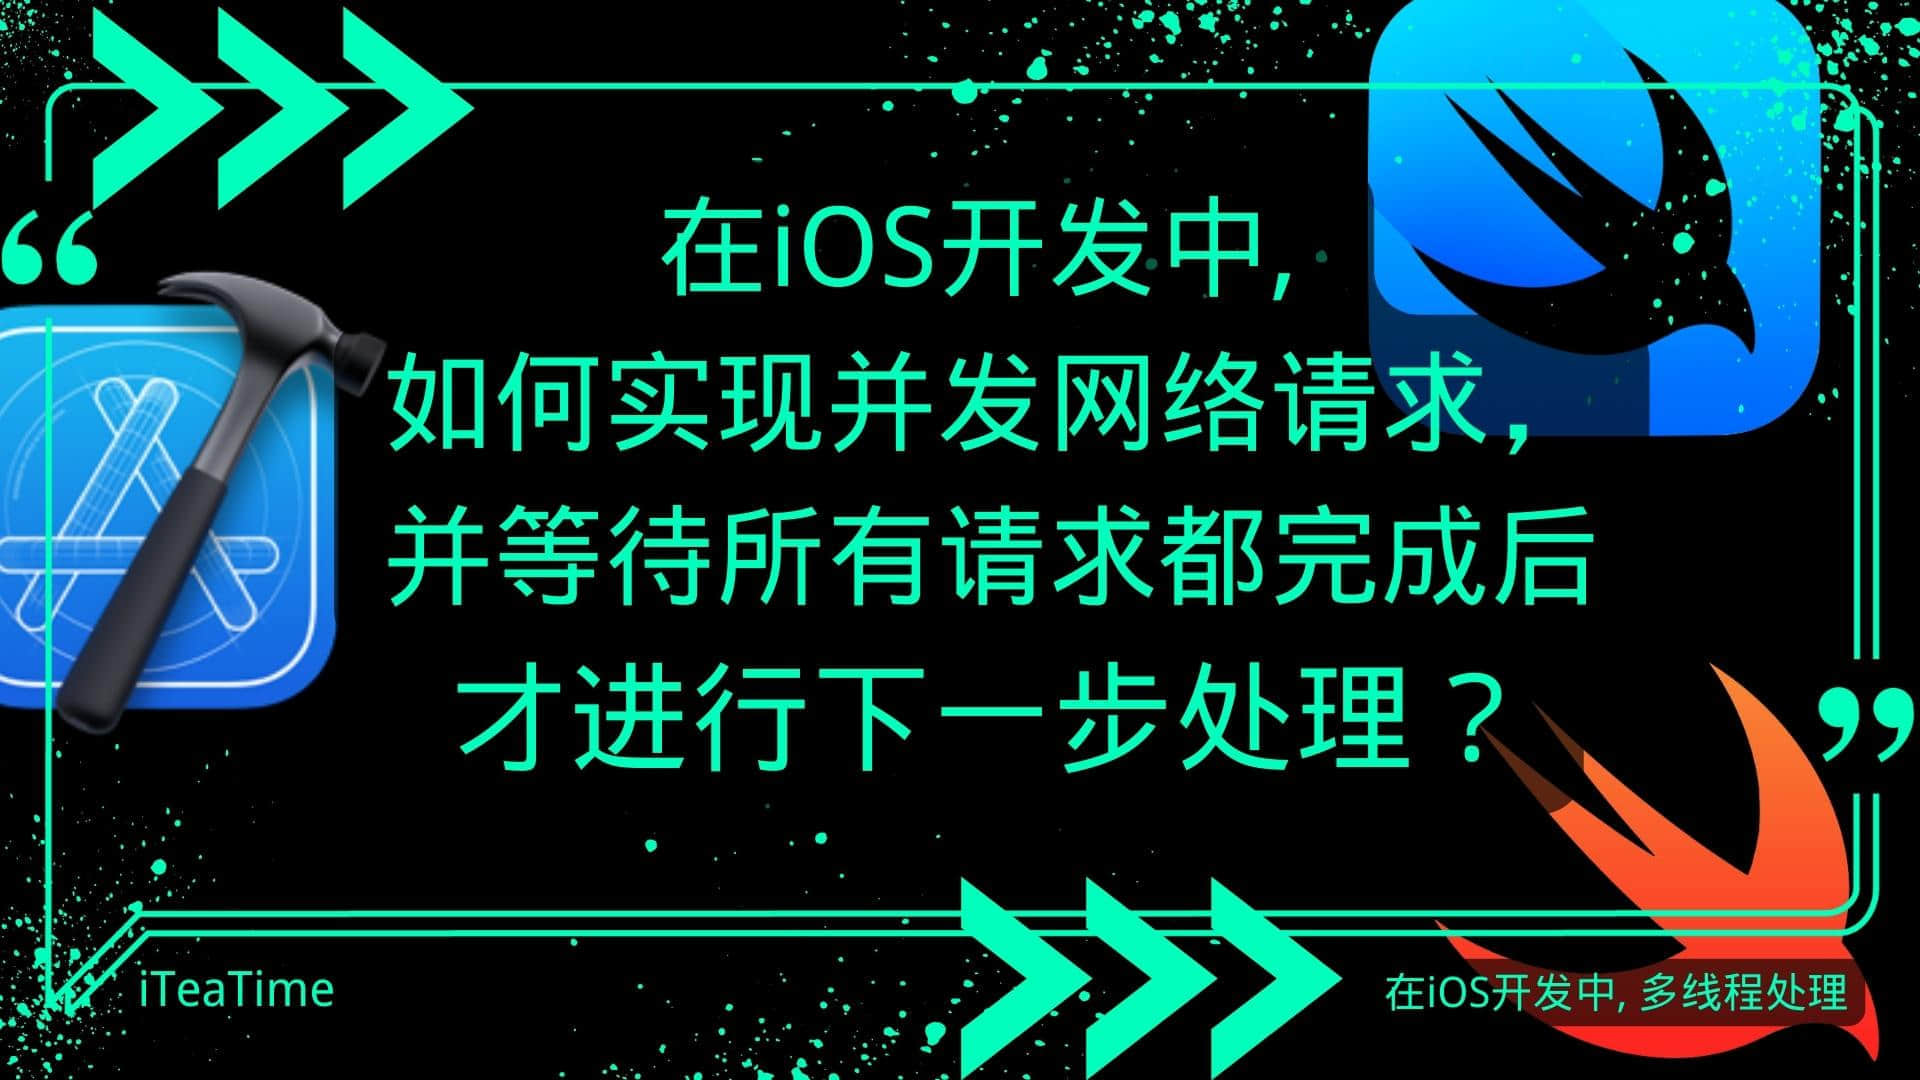 在iOS开发中,
如何实现并发网络请求，
并等待所有请求都完成后
才进行下一步处理？
iTeaTime
在iOS开发中, 多线程处理